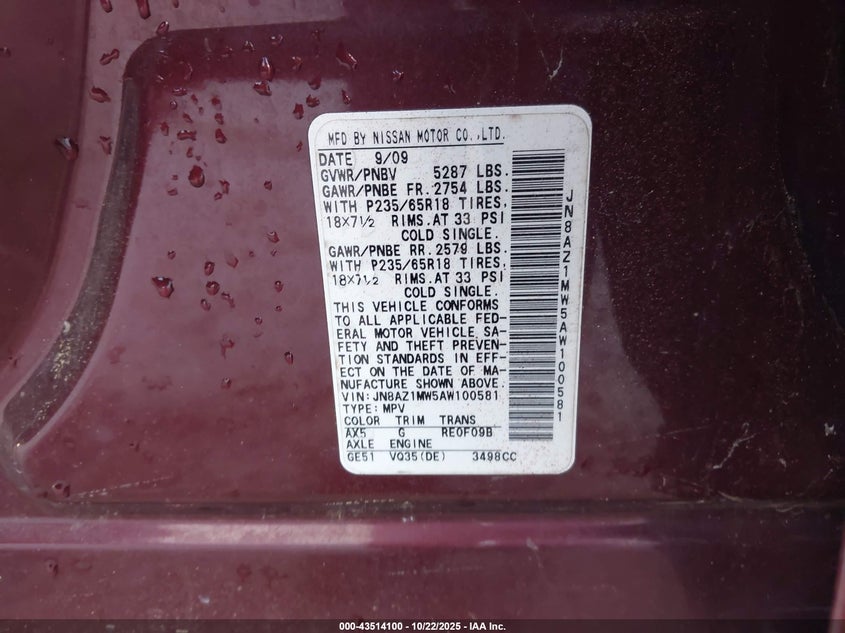 MFD BY NISSAN MOTOR CO.,LTD.
DATE 9/09
GVWR/PNBV 5287 LBS.
GAWR/PNBE FR. 2754 LBS.
WITH P235/65R18 TIRES,
18X7½ RIMS.AT 33 PSI
COLD SINGLE.
GAWR/PNBE RR. 2579 LBS.
WITH P235/65R18 TIRES,
18X7½ RIMS.AT 33 PSI
COLD SINGLE.
THIS VEHICLE CONFORMS
TO ALL APPLICABLE FED-
ERAL MOTOR VEHICLE SA-
FETY AND THEFT PREVEN-
TION STANDARDS IN EFF-
ECT ON THE DATE OF MA-
NUFACTURE SHOWN ABOVE.
VIN:JN8AZ1MW5AW100581
TYPE:MPV
COLOR TRIM TRANS
AX5 G RE0F09B
AXLE ENGINE
GE51 VQ35(DE) 3498CC
JN8AZ1MW5AW100581
000-43514100 - 10/22/2025 - IAA Inc.